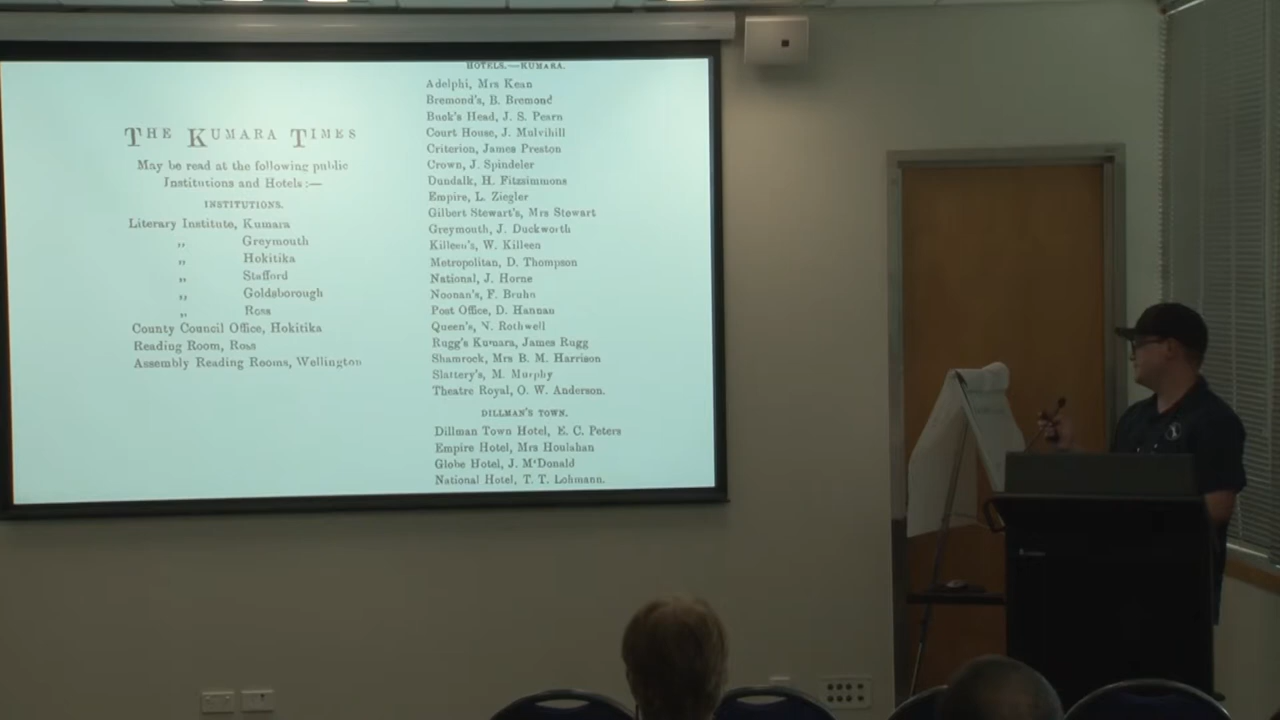 THE KUMARA TIMES
May be read at the following public
Institutions and Hotels:—
INSTITUTIONS.
Literary Institute, Kumara
„ Greymouth
„ Hokitika
„ Stafford
„ Goldsborough
„ Ross
County Council Office, Hokitika
Reading Room, Ross
Assembly Reading Rooms, Wellington
HOTELS.—KUMARA.
Adelphi, Mrs Kean
Bremond's, B. Bremond
Buck's Head, J. S. Pearn
Court House, J. Mulvihill
Criterion, James Preston
Crown, J. Spindeler
Dundalk, H. Fitzsimmons
Empire, L. Ziegler
Gilbert Stewart's, Mrs Stewart
Greymouth, J. Duckworth
Killeen's, W. Killeen
Metropolitan, D. Thompson
National, J. Horne
Noonan's, F. Bruhn
Post Office, D. Hannan
Queen's, Rothwell
Rugg's Kumara, James Rugg
Shamrock, Mrs B. M. Harrison
Slattery's, M. Murphy
Theatre Royal, O. W. Anderson.
DILLMAN'S TOWN.
Dillman Town Hotel, E. C. Peters
Empire Hotel, Mrs Houlahan
Globe Hotel, J. M'Donald
National Hotel, T. T. Lohmann.